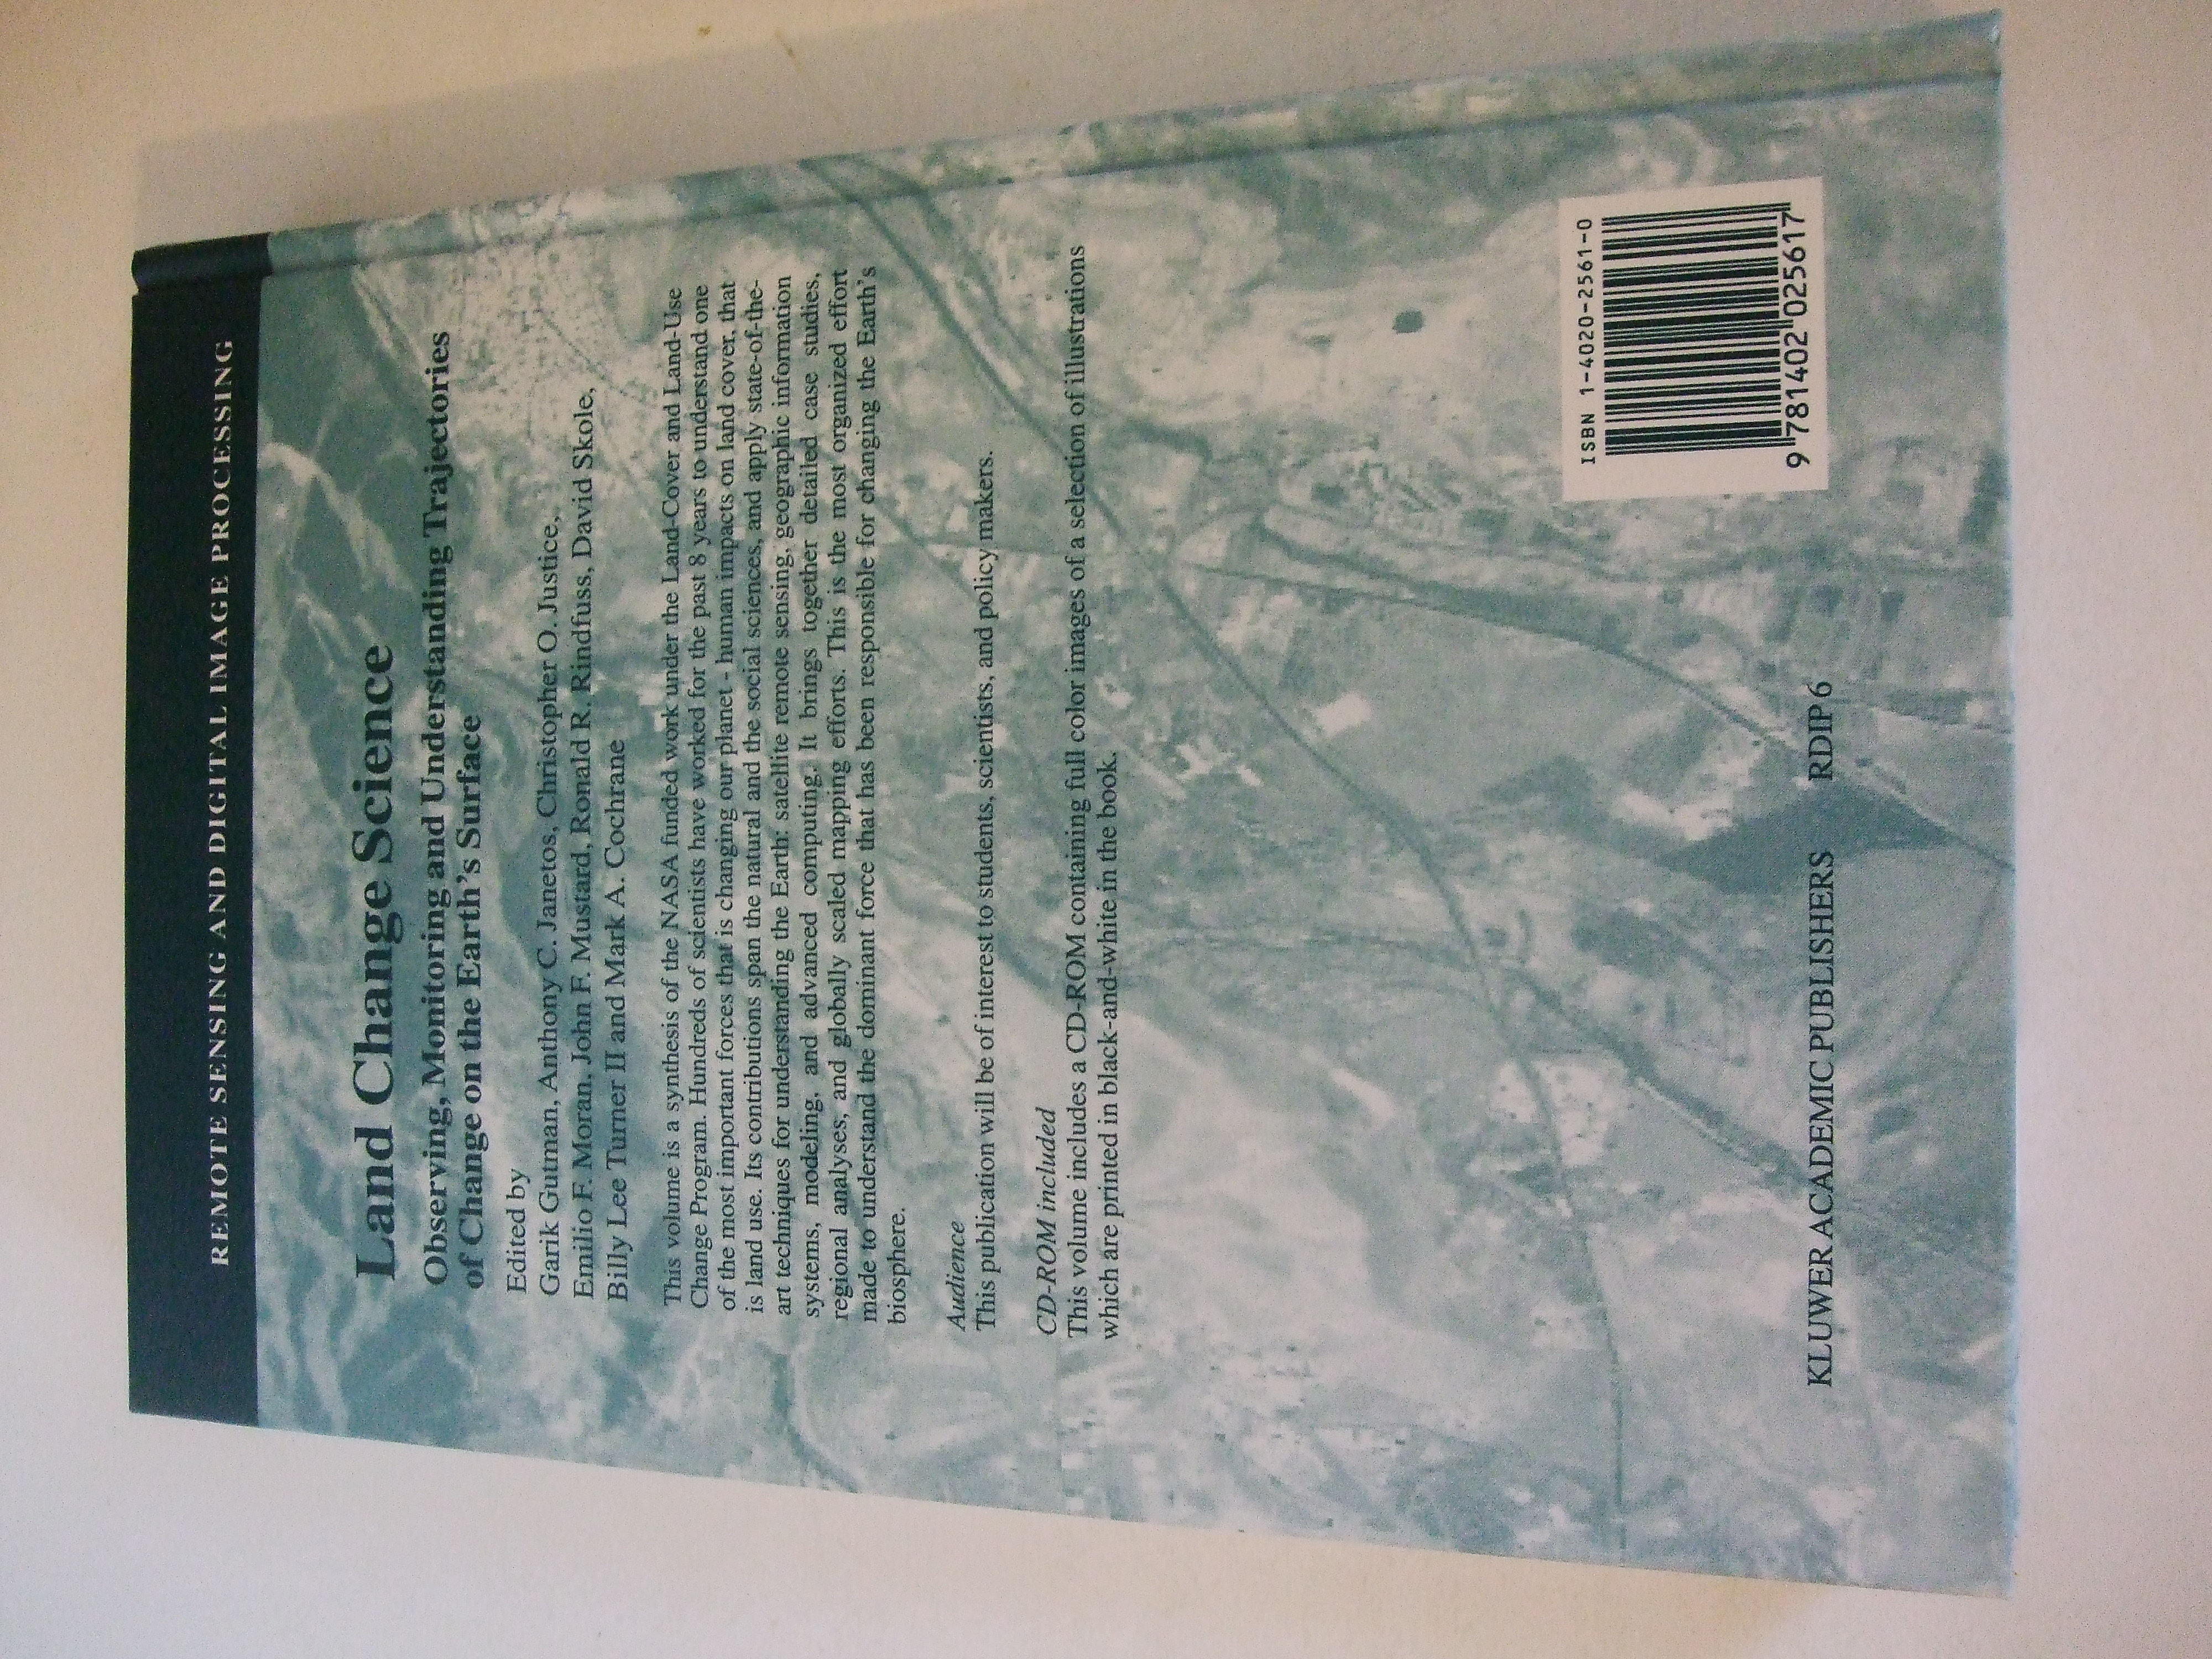 REMOTE SENSING AND DIGITAL IMAGE PROCESSING
Land Change Science
Observing, Monitoring and Understanding Trajectories
of Change on the Earth's Surface
Edited by
Garik Gutman, Anthony C. Janetos, Christopher O. Justice,
Emilio F. Moran, John F. Mustard, Ronald R. Rindfuss, David Skole,
Billy Lee Turner II and Mark A. Cochrane
This volume is a synthesis of the NASA funded work under the Land-Cover and Land-Use
Change Program. Hundreds of scientists have worked for the past 8 years to understand one
of the most important forces that is changing our planet - human impacts on land cover, that
is land use. Its contributions span the natural and the social sciences, and apply state-of-the-
art techniques for understanding the Earth: satellite remote sensing, geographic information
systems, modeling, and advanced computing. It brings together detailed case studies,
regional analyses, and globally scaled mapping efforts. This is the most organized effort
made to understand the dominant force that has been responsible for changing the Earth's
biosphere.
Audience
This publication will be of interest to students, scientists, and policy makers.
CD-ROM included
This volume includes a CD-ROM containing full color images of a selection of illustrations
which are printed in black-and-white in the book.
ISBN 1-4020-2561-0
9 781402 025617
KLUWER ACADEMIC PUBLISHERS RDIP 6